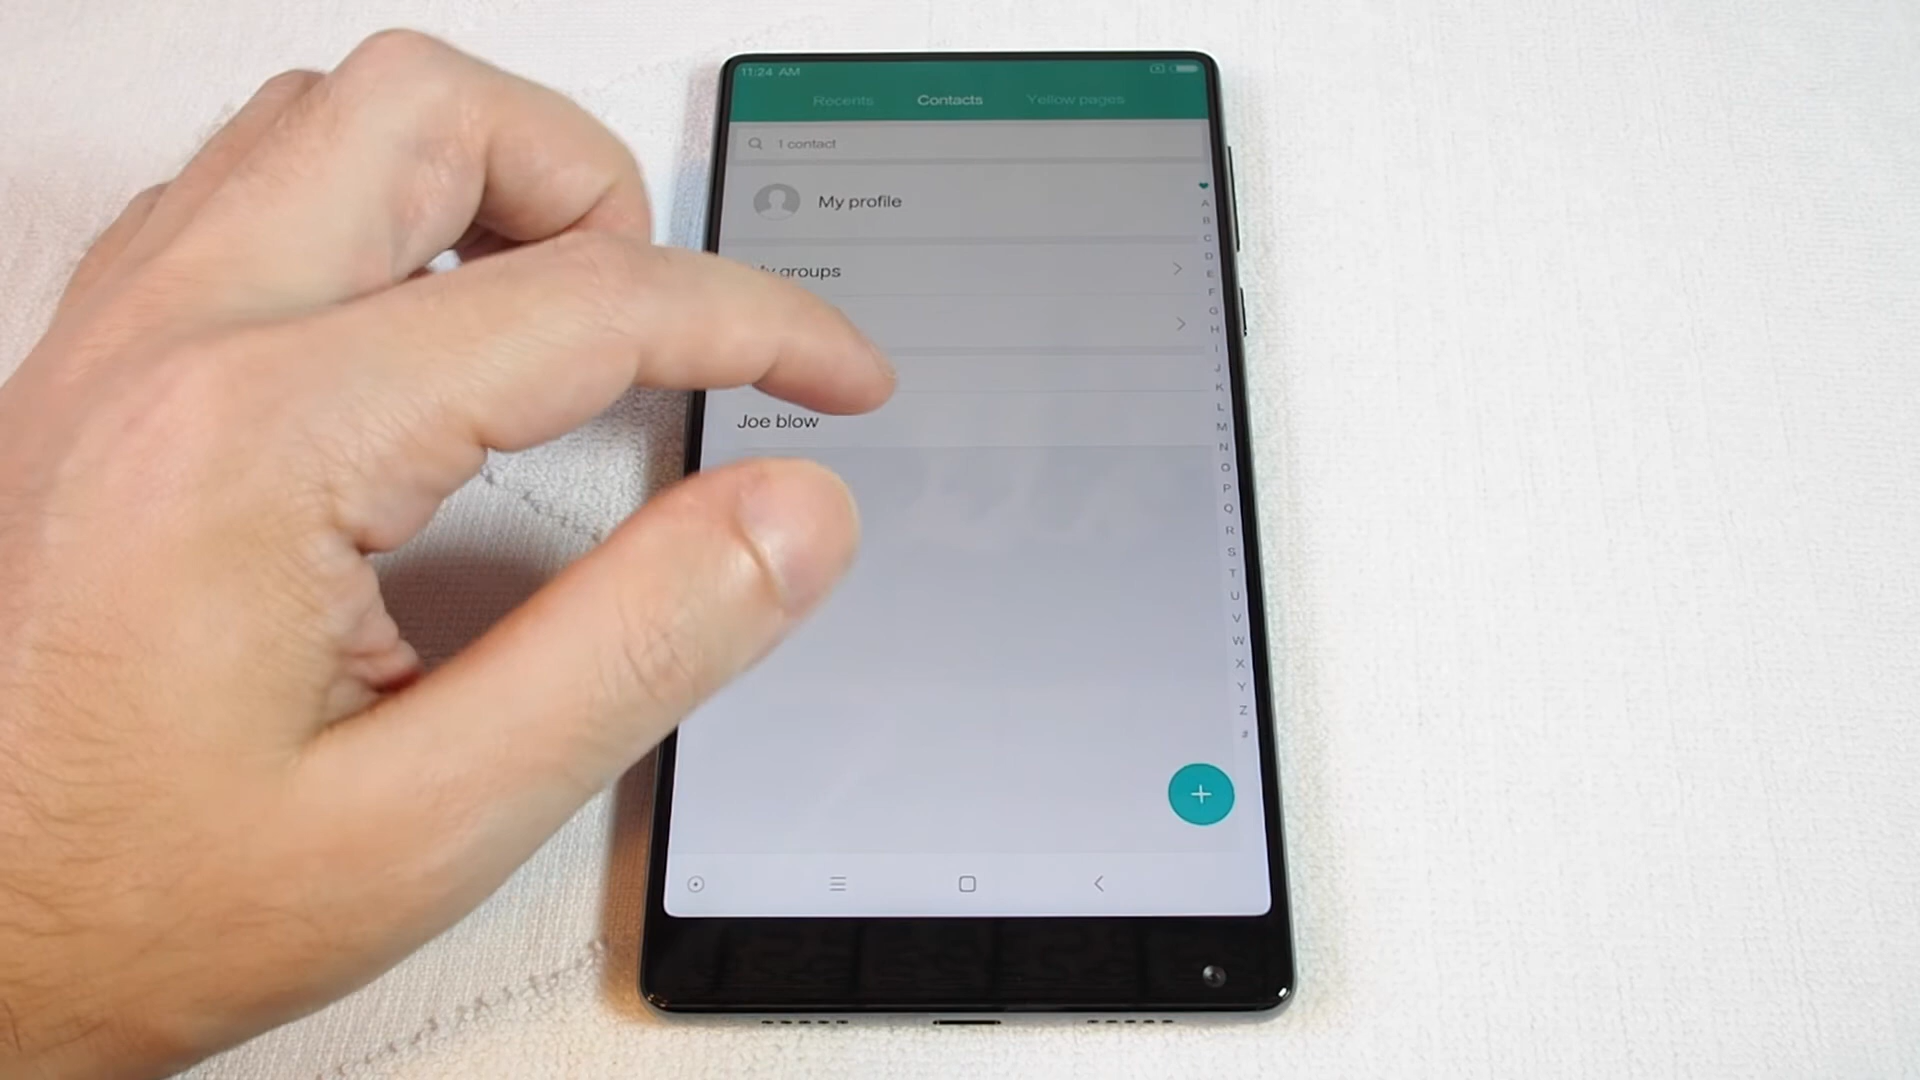 11:24 AM
Recents Contacts Yellow pages
1 contact
My profile
My groups
Joe blow
A
B
C
D
E
F
G
H
I
J
K
L
M
N
O
P
Q
R
S
T
U
V
W
X
Y
Z
#